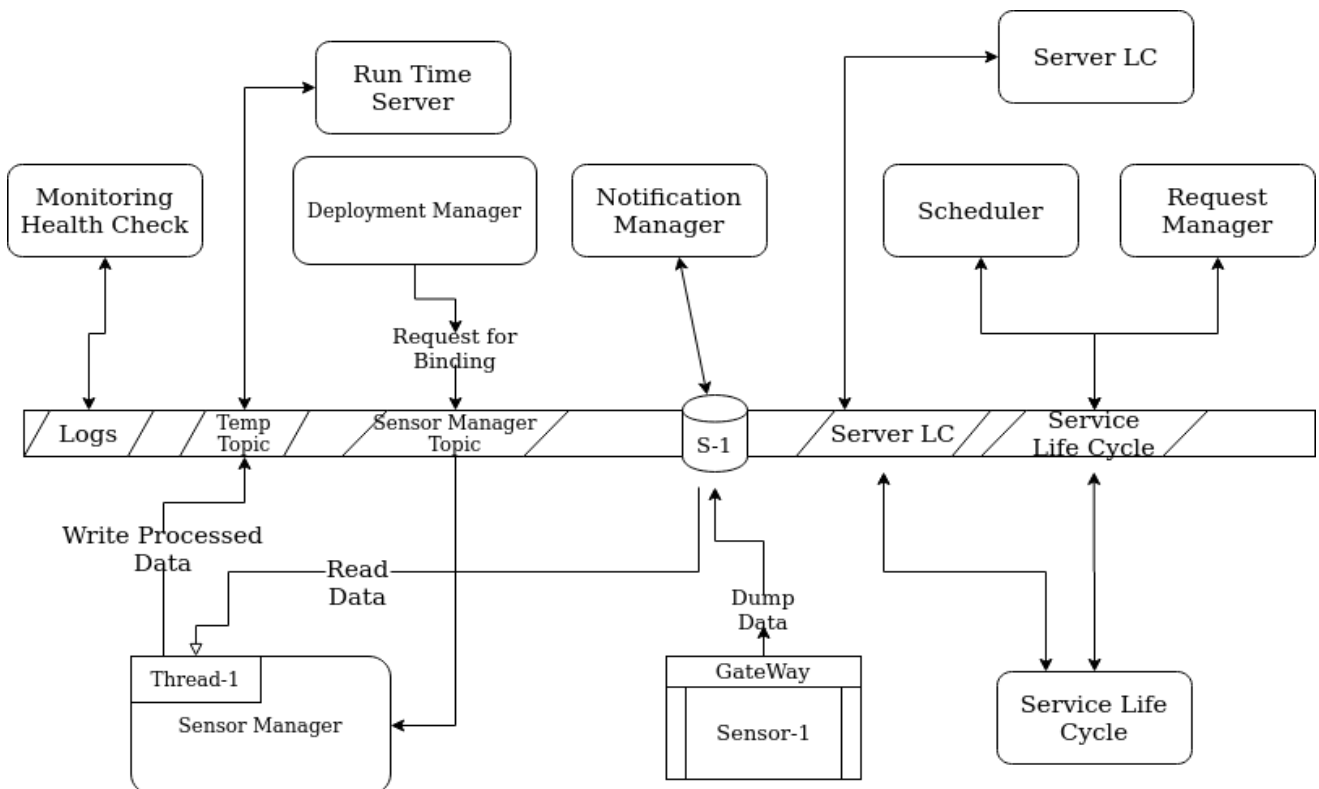 Server LC
Run Time
Server
Monitoring
Health Check
Deployment Manager
Notification
Manager
Scheduler
Request
Manager
Request for
Binding
Logs
Temp
Topic
Sensor Manager
Topic
S-1
Server LC
Service
Life Cycle
Write Processed
Data
Read
Data
Dump
Data
Thread-1
Sensor Manager
GateWay
Sensor-1
Service Life
Cycle